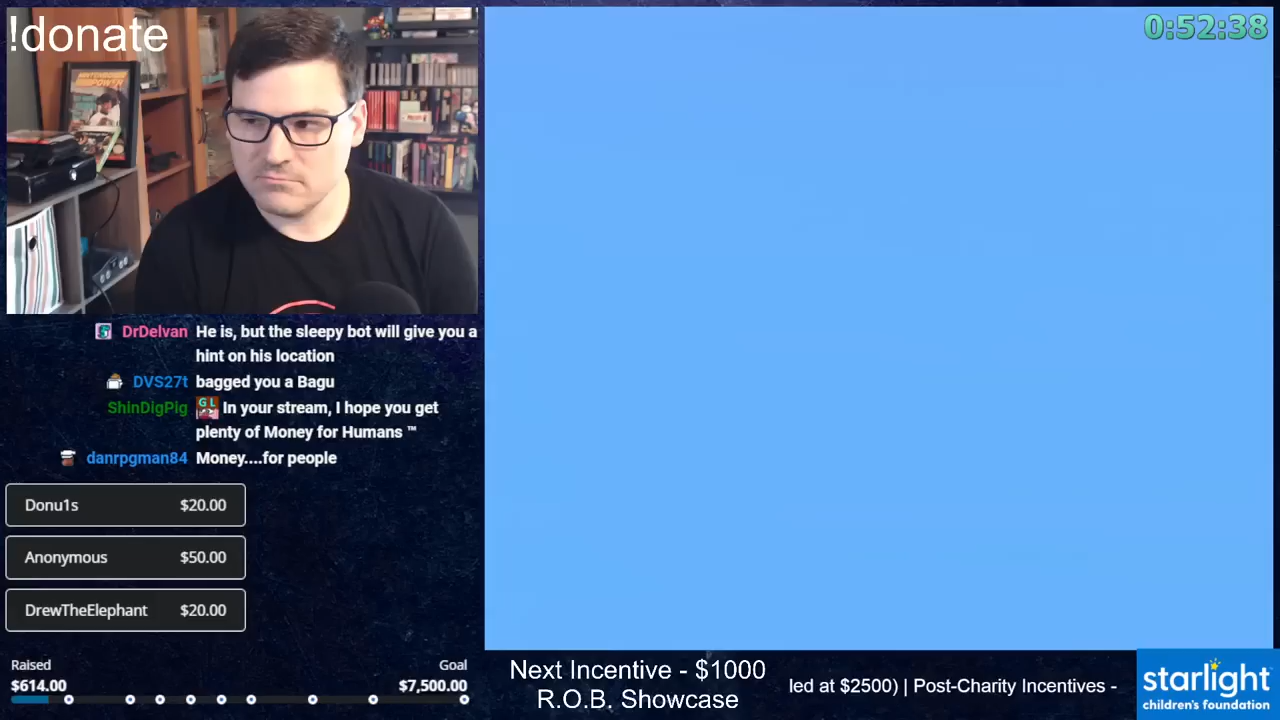 !donate
0:52:38
NINTENDO
POWER
DrDelvan He is, but the sleepy bot will give you a
hint on his location
DVS27t bagged you a Bagu
ShinDigPig GL In your stream, I hope you get
plenty of Money for Humans ™
danrpgman84 Money....for people
Donu1s $20.00
Anonymous $50.00
DrewTheElephant $20.00
Raised Goal
$614.00 $7,500.00
Next Incentive - $1000
R.O.B. Showcase
led at $2500) | Post-Charity Incentives -
starlight
children's foundation